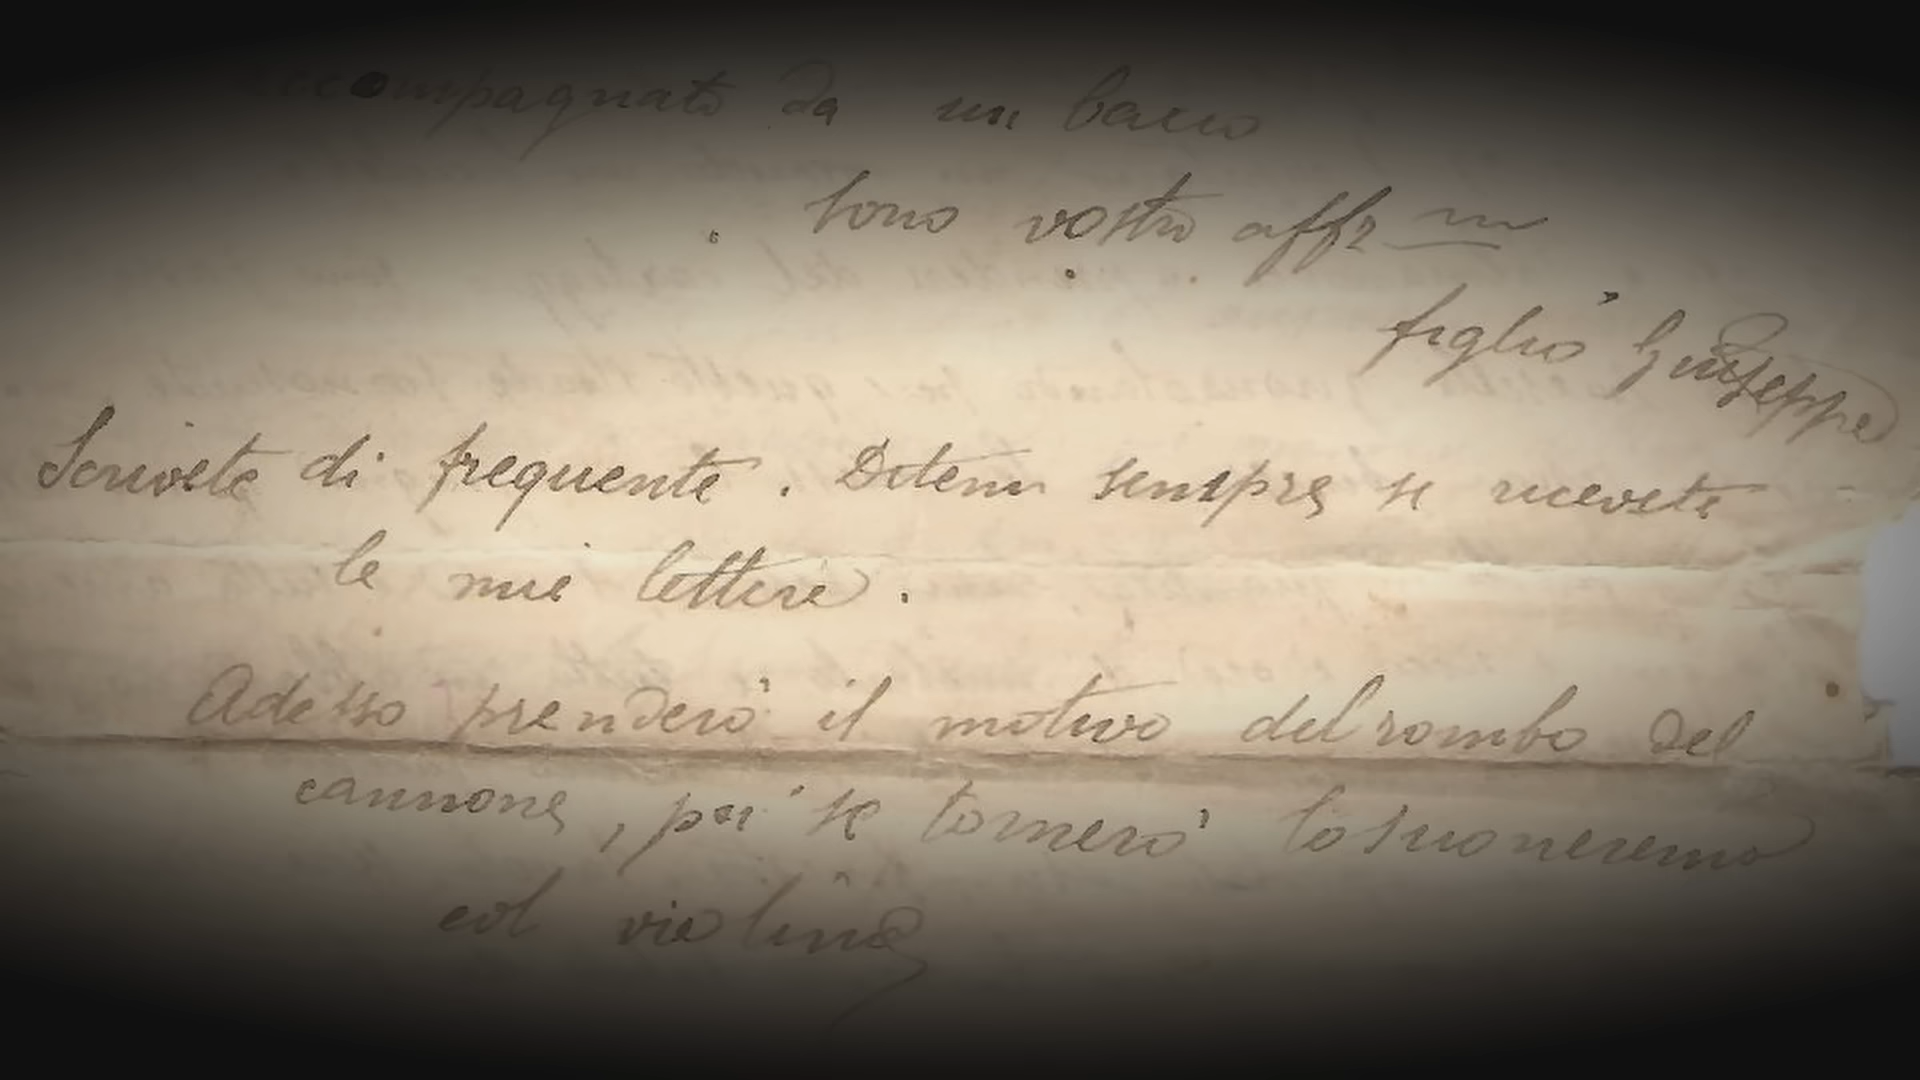 accompagnato da un bacio
Sono vostro affz m
figlio Giuseppe
Scrivete di frequente. Ditemi sempre se ricevete
le mie lettere.
Adesso prenderò il motivo del rombo del
cannone, poi se tornerò lo suoneremo
col violino